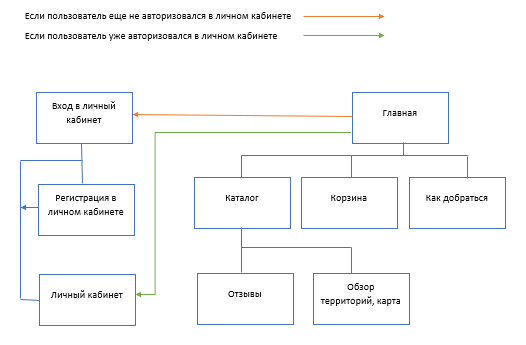 Если пользователь еще не авторизовался в личном кабинете
Если пользователь уже авторизовался в личном кабинете
Вход в личный
кабинет
Главная
Регистрация в
личном кабинете
Каталог
Корзина
Как добраться
Личный кабинет
Отзывы
Обзор
территорий, карта